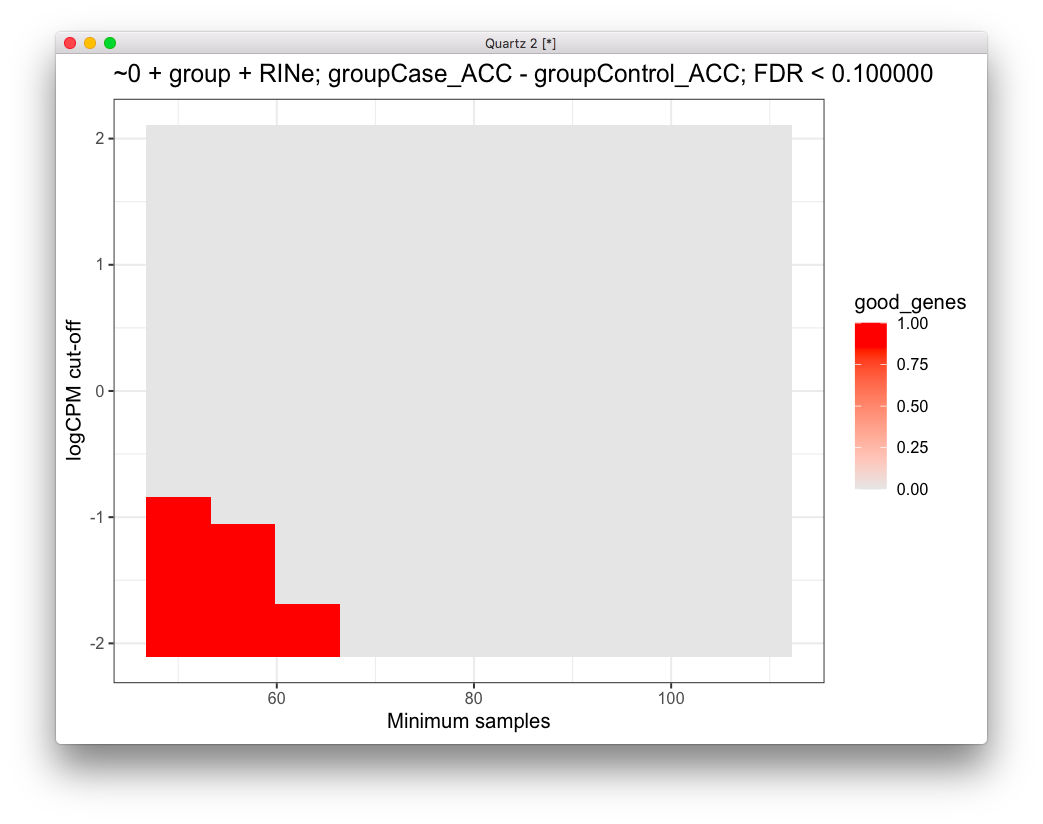 Quartz 2 [*]
~0 + group + RINe; groupCase_ACC - groupControl_ACC; FDR < 0.100000
2
1
0
-1
-2
logCPM cut-off
60
80
100
Minimum samples
good_genes
1.00
0.75
0.50
0.25
0.00